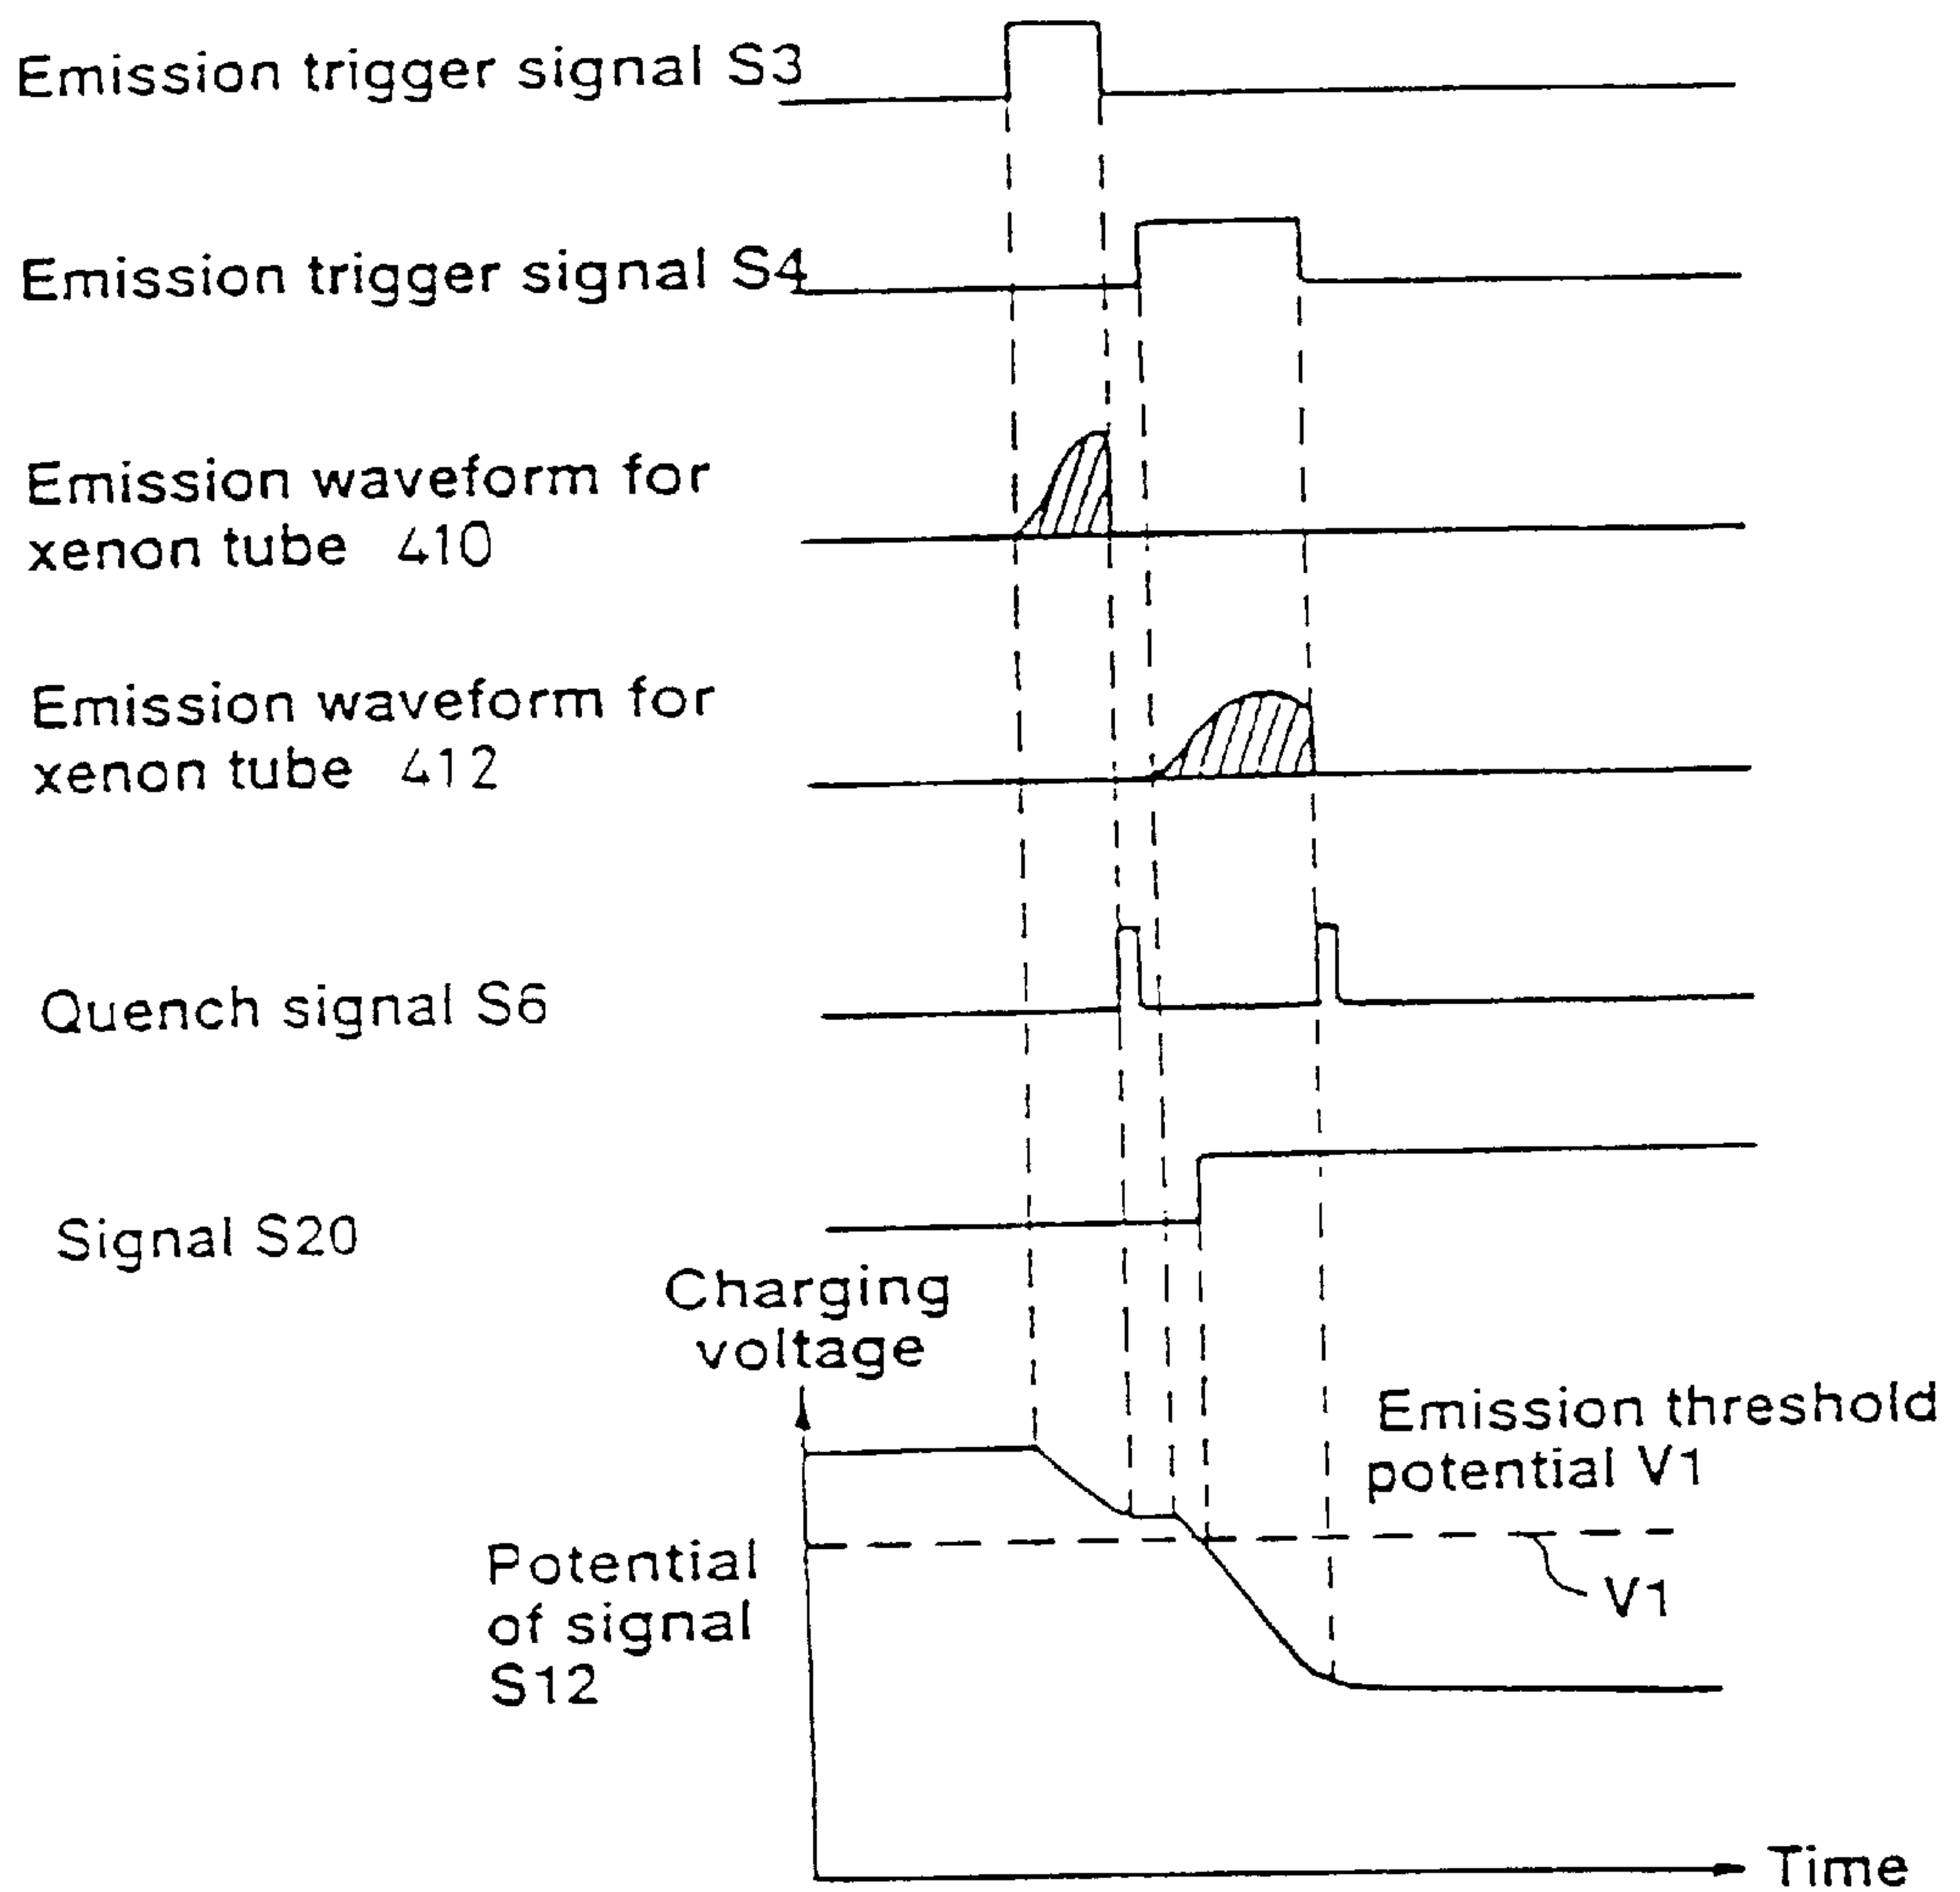 Emission trigger signal S3
Emission trigger signal S4
Emission waveform for
xenon tube 410
Emission waveform for
xenon tube 412
Quench signal S6
Signal S20
Charging
voltage
Emission threshold
potential V1
Potential
of signal
S12
V1
Time